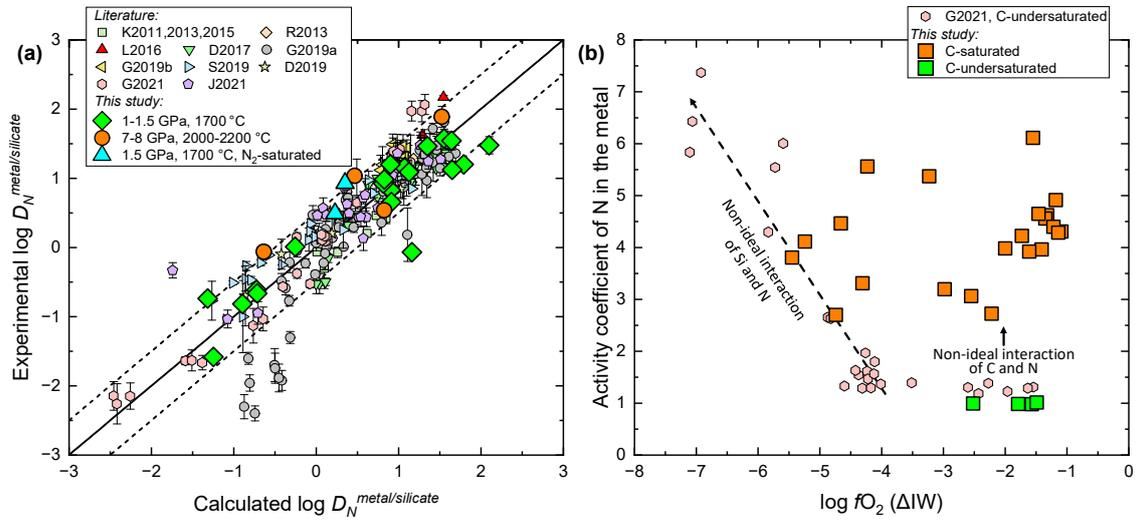 Literature:
K2011,2013,2015 R2013
L2016 D2017 G2019a
G2019b S2019 D2019
G2021 J2021
This study:
1-1.5 GPa, 1700 °C
7-8 GPa, 2000-2200 °C
1.5 GPa, 1700 °C, N2-saturated
(a)
3
2
1
0
−1
−2
−3
Experimental log D_N^metal/silicate
−3 −2 −1 0 1 2 3
Calculated log D_N^metal/silicate
G2021, C-undersaturated
This study:
C-saturated
C-undersaturated
(b)
8
7
6
5
4
3
2
1
0
Activity coefficient of N in the metal
Non-ideal interaction
of Si and N
Non-ideal interaction
of C and N
−8 −7 −6 −5 −4 −3 −2 −1 0
log fO2 (ΔIW)